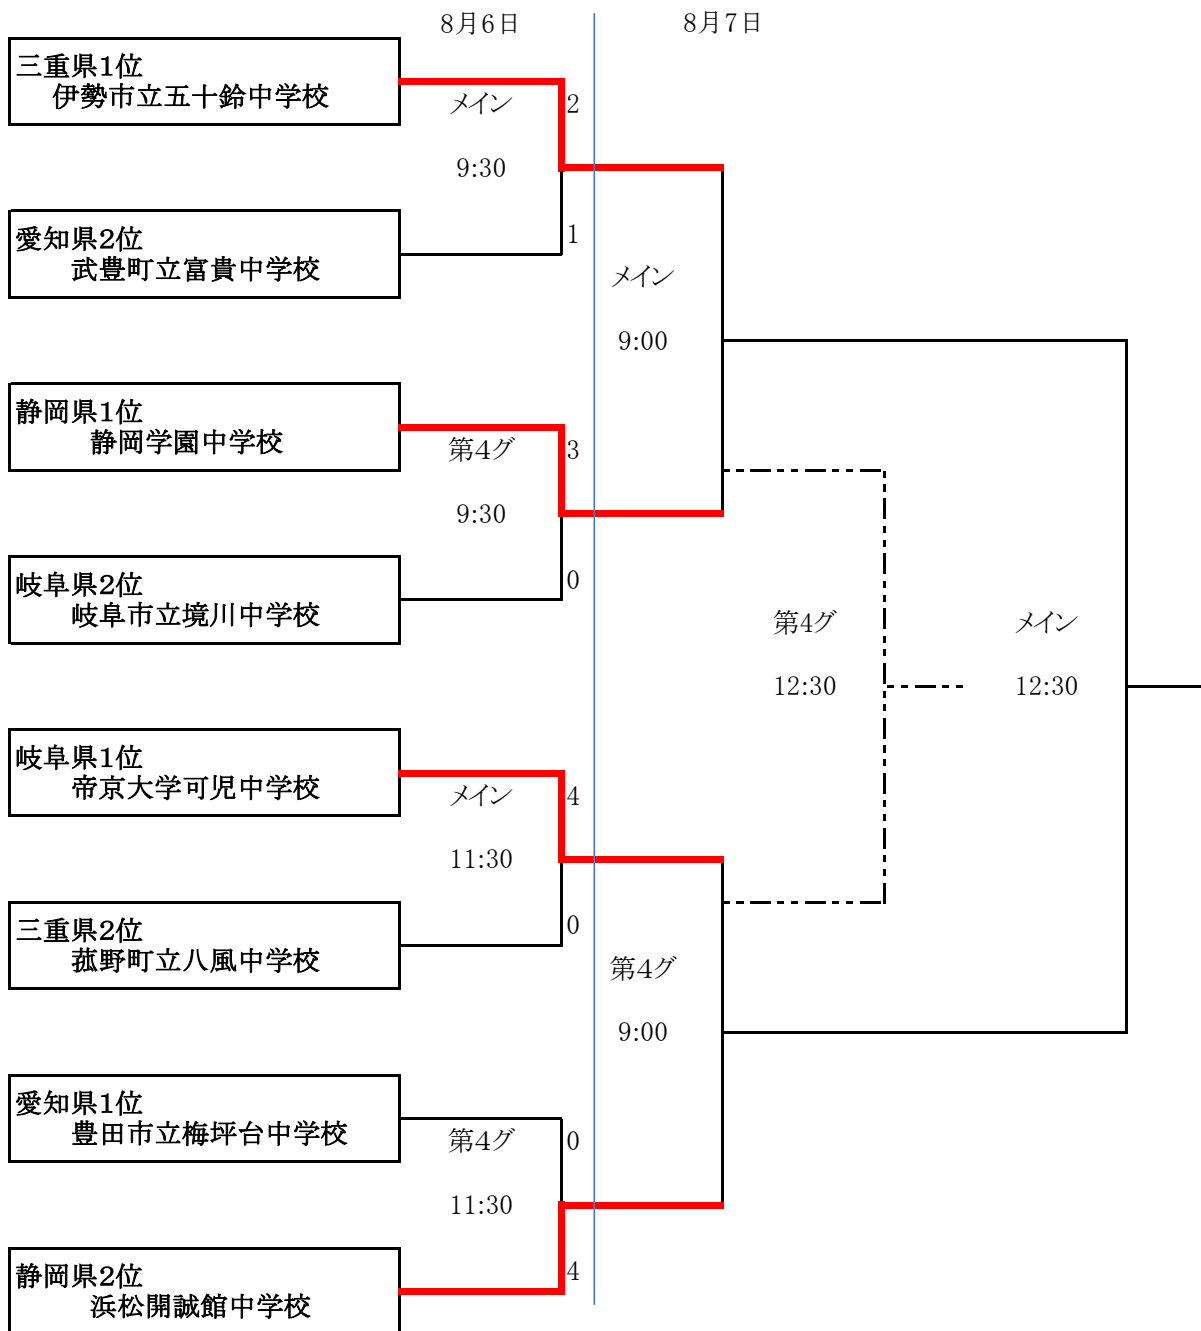 8月6日
8月7日
三重県1位
伊勢市立五十鈴中学校
メイン
2
9:30
愛知県2位
武豊町立富貴中学校
1
メイン
9:00
静岡県1位
静岡学園中学校
第4グ
3
9:30
岐阜県2位
岐阜市立境川中学校
0
第4グ
12:30
メイン
12:30
岐阜県1位
帝京大学可児中学校
メイン
4
11:30
三重県2位
菰野町立八風中学校
0
第4グ
9:00
愛知県1位
豊田市立梅坪台中学校
第4グ
0
11:30
静岡県2位
浜松開誠館中学校
4